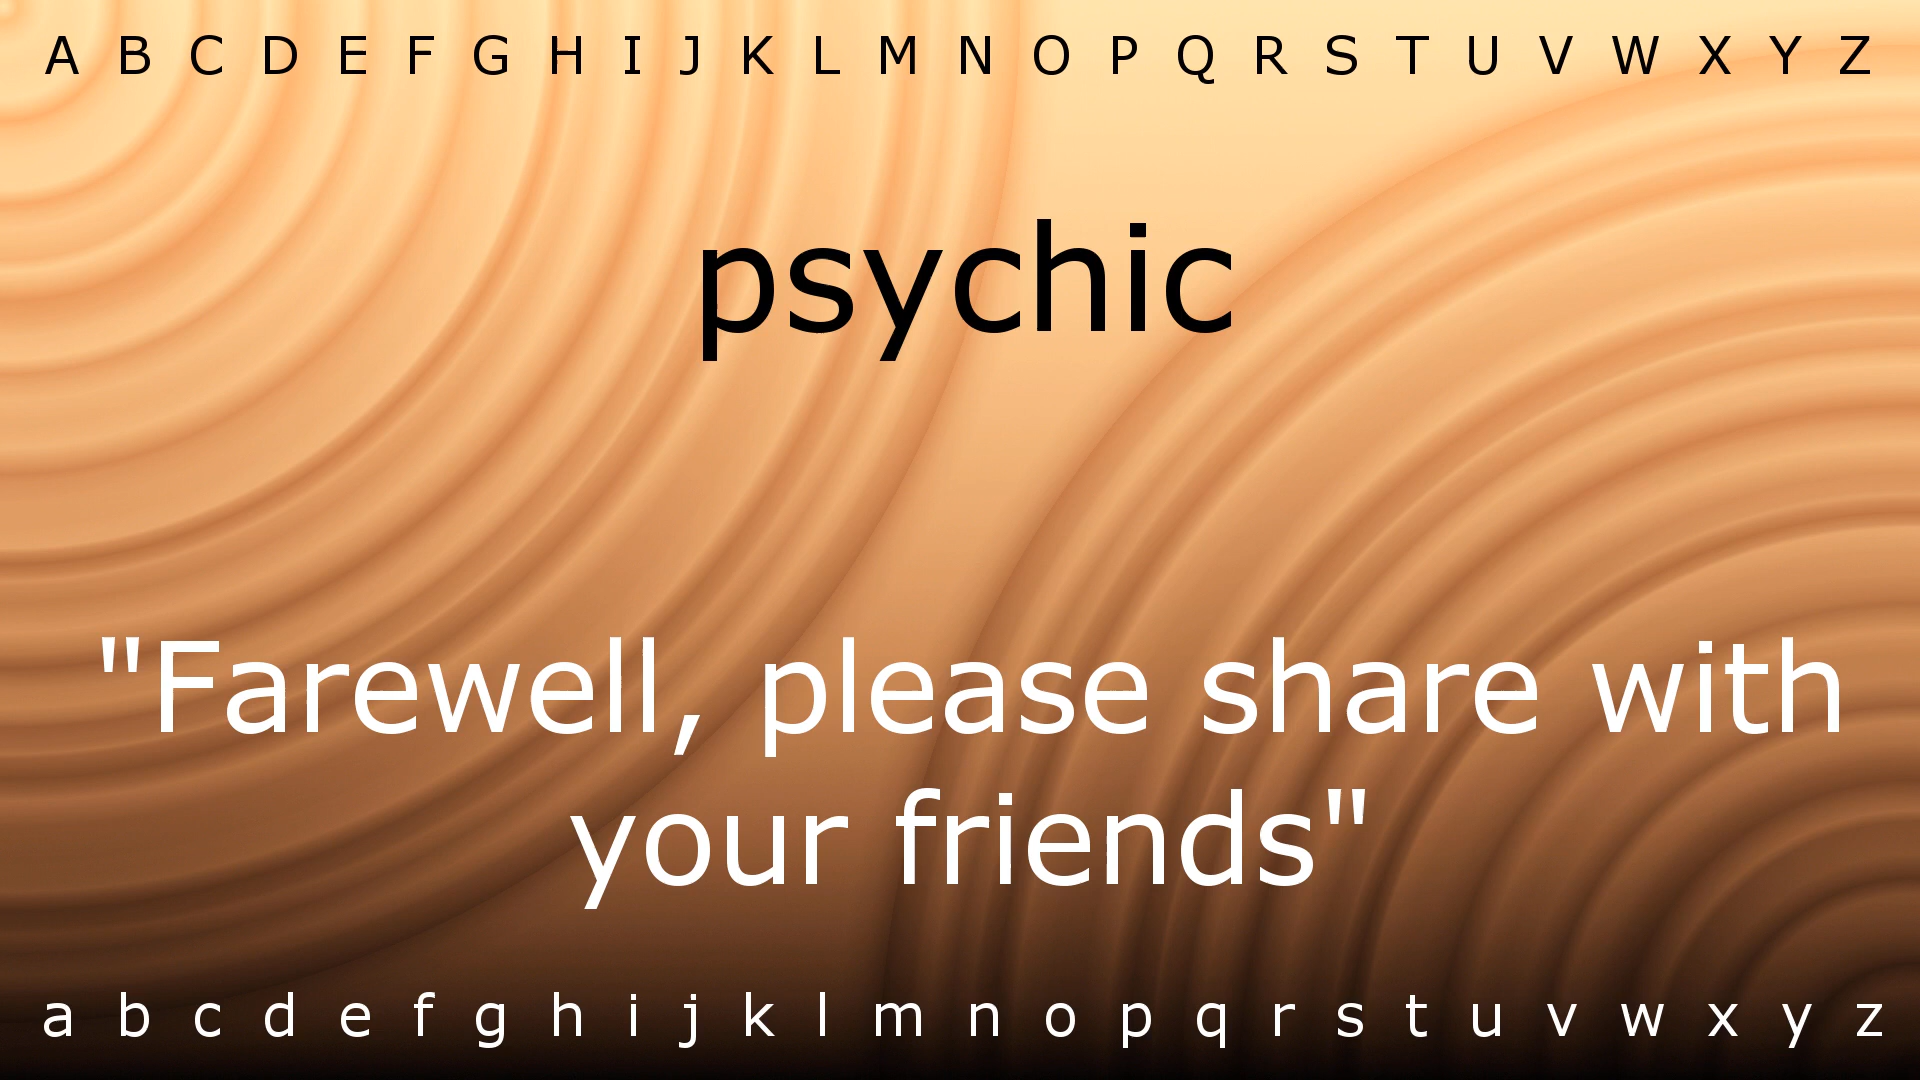 A B C D E F G H I J K L M N O P Q R S T U V W X Y Z
psychic
"Farewell, please share with
your friends"
a b c d e f g h i j k l m n o p q r s t u v w x y z